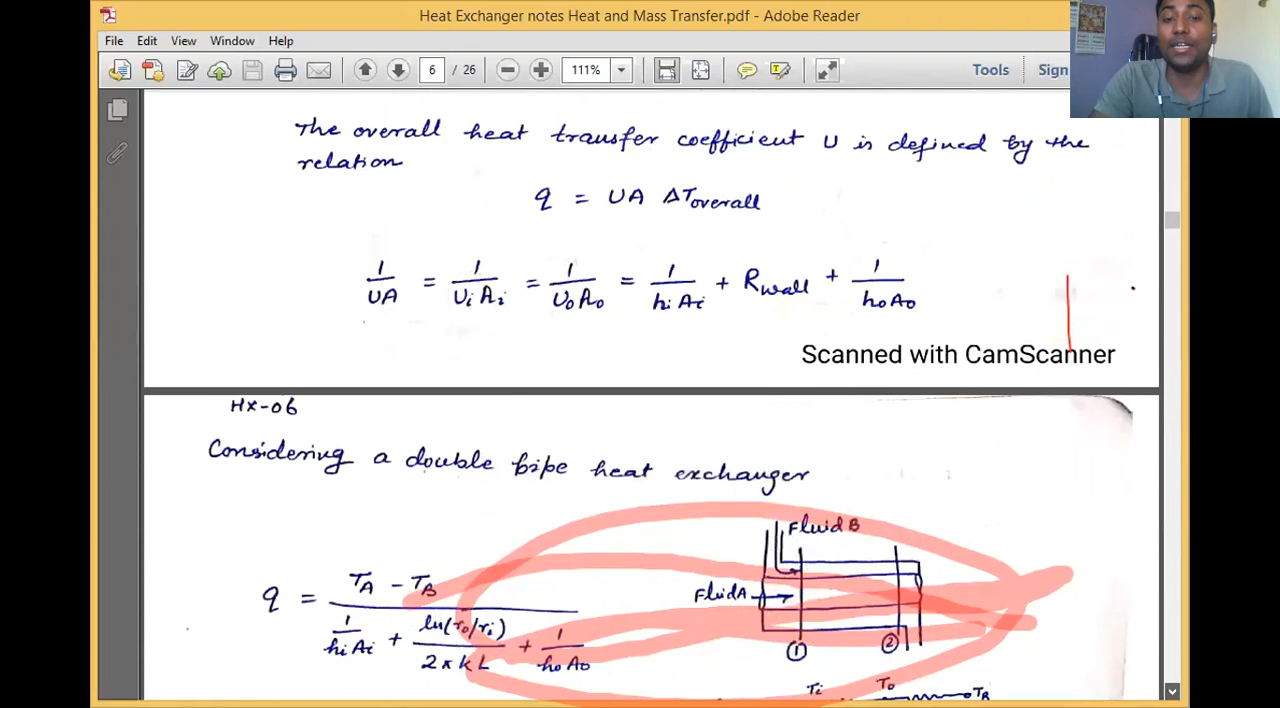 Heat Exchanger notes Heat and Mass Transfer.pdf - Adobe Reader
File Edit View Window Help
6 / 26 111% Tools Sign
The overall heat transfer coefficient U is defined by the
relation
q = UA ΔToverall
1/UA = 1/UiAi = 1/UoAo = 1/hiAi + Rwall + 1/hoAo
Scanned with CamScanner
HX-06
Considering a double pipe heat exchanger
Fluid B
q = TA - TB / 1/hiAi + ln(ro/ri)/2πkL + 1/hoAo
Fluid A
1 2
Ti To TB